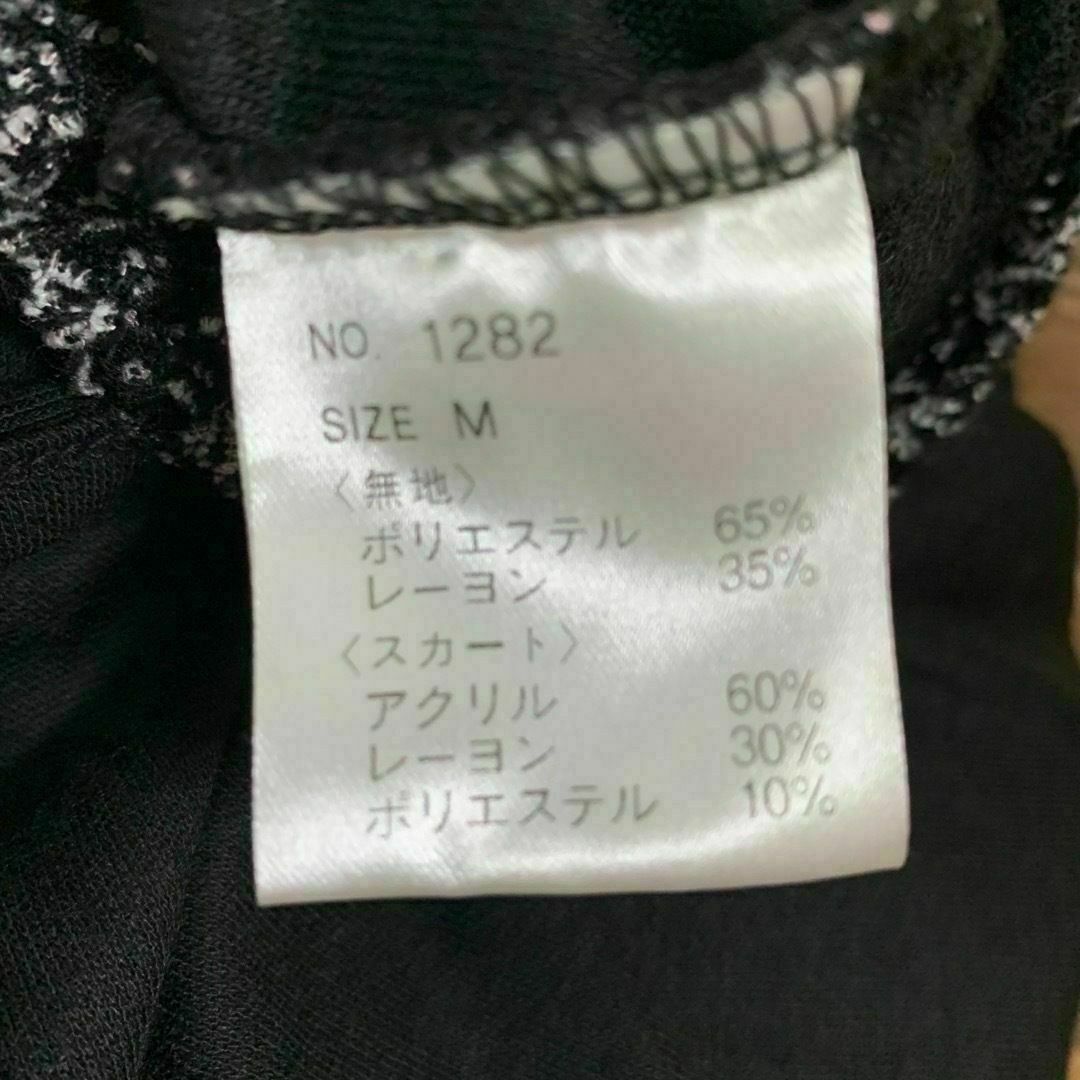 NO. 1282
SIZE M
〈無地〉
ポリエステル 65%
レーヨン 35%
〈スカート〉
アクリル 60%
レーヨン 30%
ポリエステル 10%